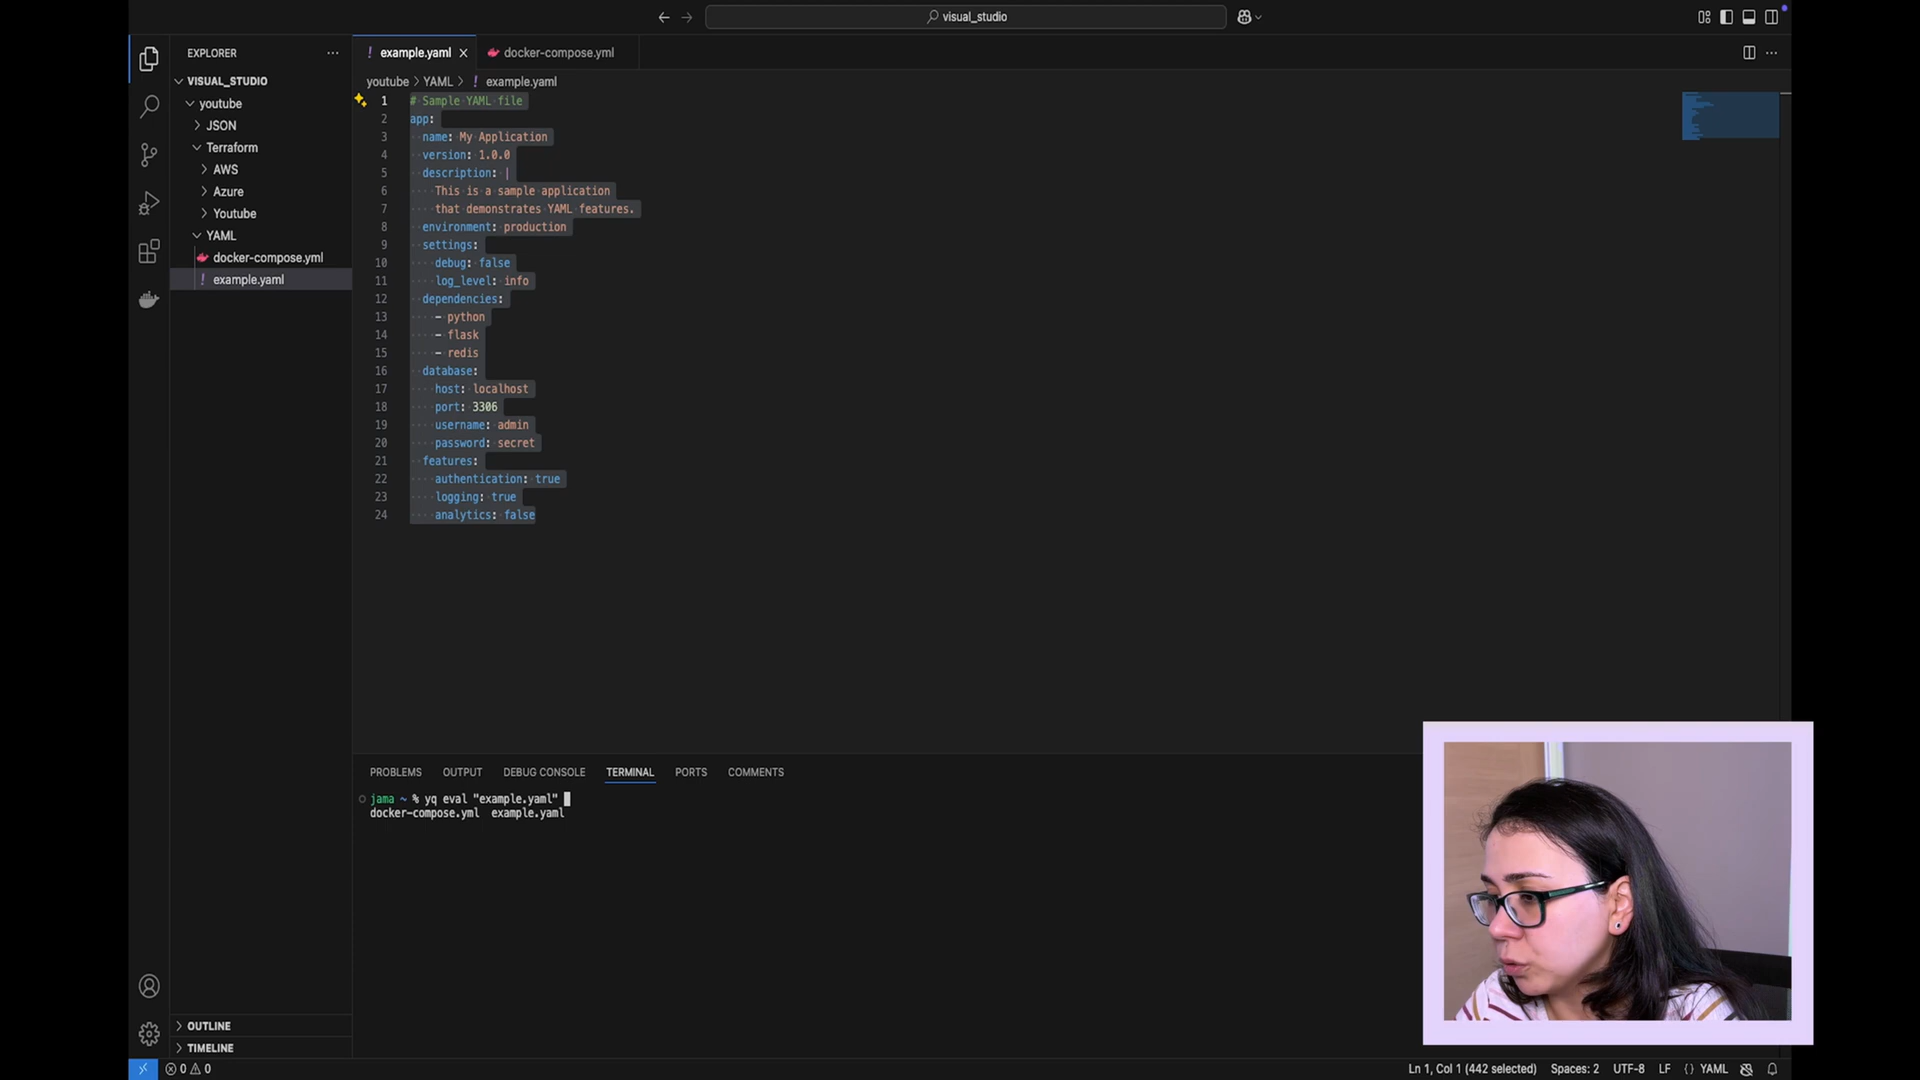 visual_studio
EXPLORER
VISUAL_STUDIO
youtube
JSON
Terraform
AWS
Azure
Youtube
YAML
docker-compose.yml
example.yaml
OUTLINE
TIMELINE
example.yaml
docker-compose.yml
youtube > YAML > ! example.yaml
1 # Sample YAML file
2 app:
3 name: My Application
4 version: 1.0.0
5 description: |
6 This is a sample application
7 that demonstrates YAML features.
8 environment: production
9 settings:
10 debug: false
11 log_level: info
12 dependencies:
13 - python
14 - flask
15 - redis
16 database:
17 host: localhost
18 port: 3306
19 username: admin
20 password: secret
21 features:
22 authentication: true
23 logging: true
24 analytics: false
PROBLEMS OUTPUT DEBUG CONSOLE TERMINAL PORTS COMMENTS
jama ~ % yq eval "example.yaml"
docker-compose.yml example.yaml
0 0
Ln 1, Col 1 (442 selected) Spaces: 2 UTF-8 LF {} YAML